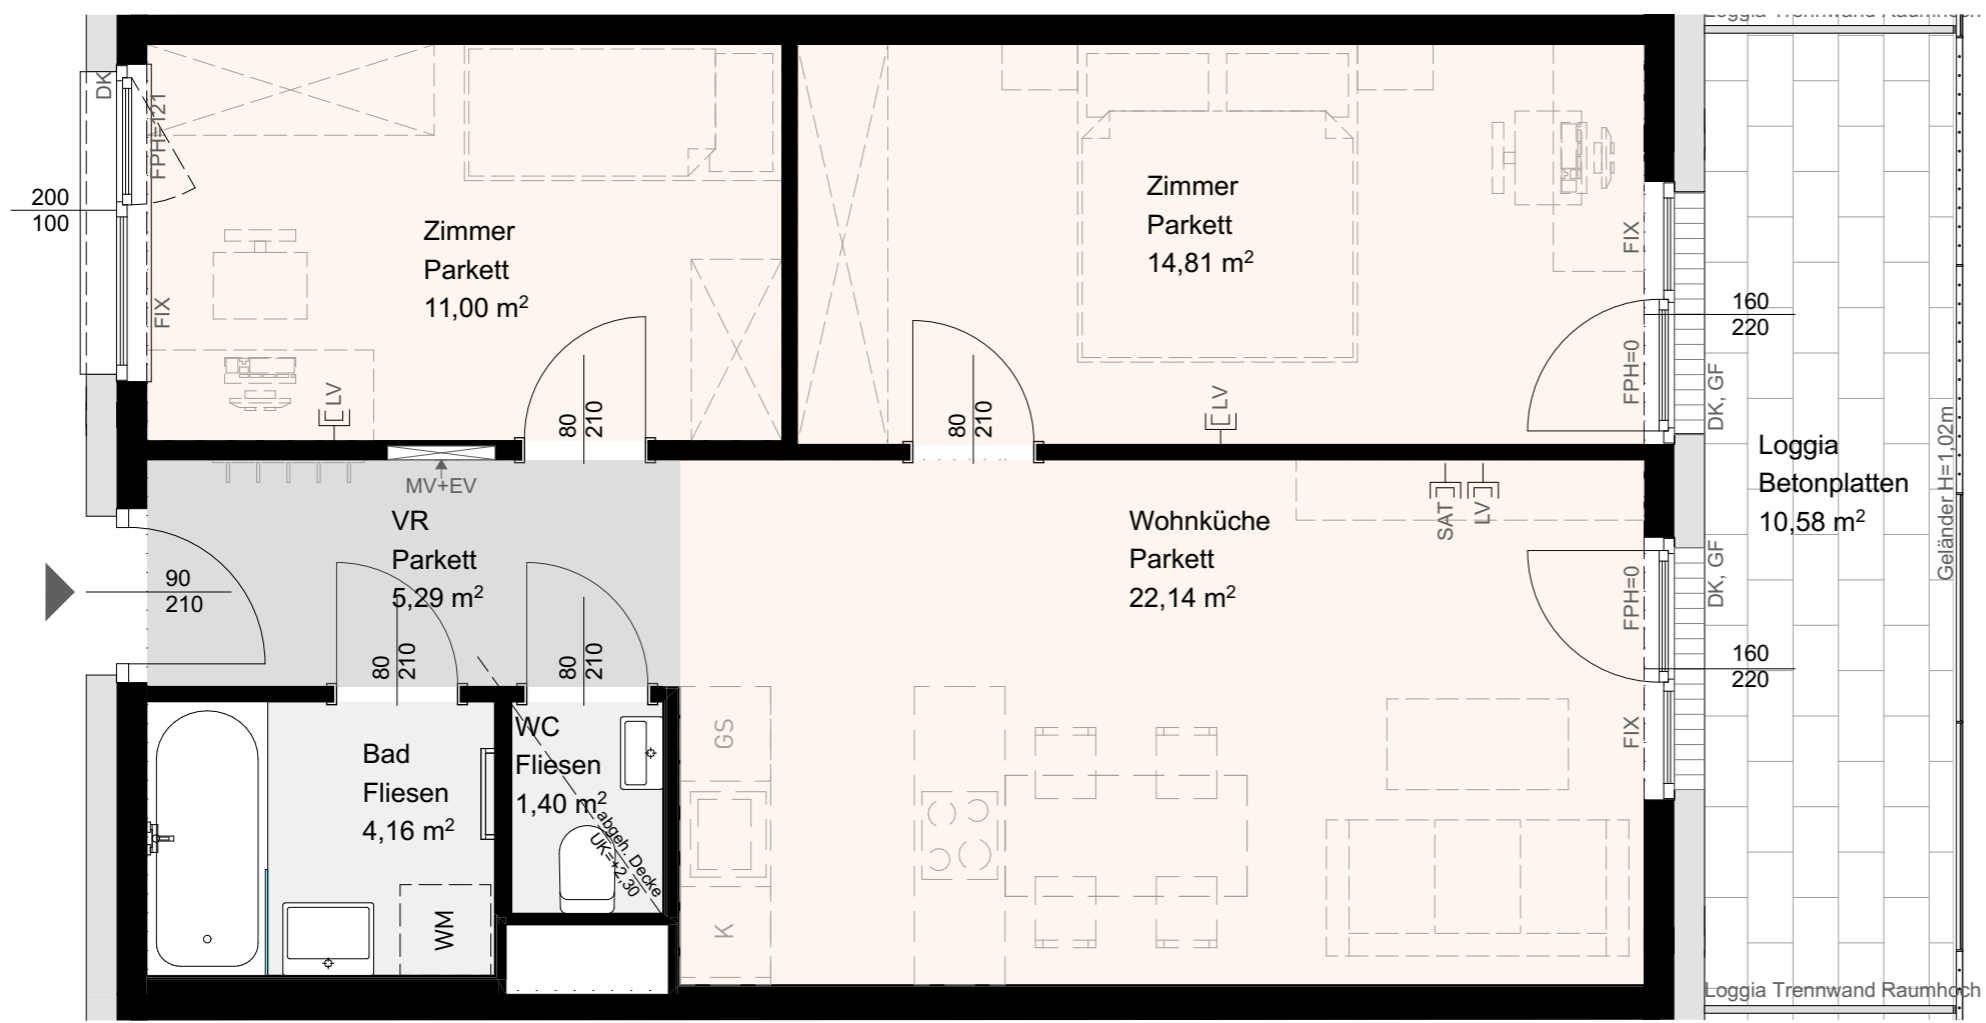 Loggia Trennwand Raumhoch
DK
FPH=121
200
100
FIX
Zimmer
Parkett
11,00 m²
LV
80
210
Zimmer
Parkett
14,81 m²
LV
80
210
FIX
160
220
FPH=0
DK, GF
Loggia
Betonplatten
10,58 m²
Geländer H=1,02m
MV+EV
VR
Parkett
5,29 m²
90
210
80
210
80
210
Wohnküche
Parkett
22,14 m²
SAT
LV
FPH=0
DK, GF
160
220
FIX
Bad
Fliesen
4,16 m²
WM
WC
Fliesen
1,40 m²
abgeh. Decke
UK=+2,30
GS
K
Loggia Trennwand Raumhoch